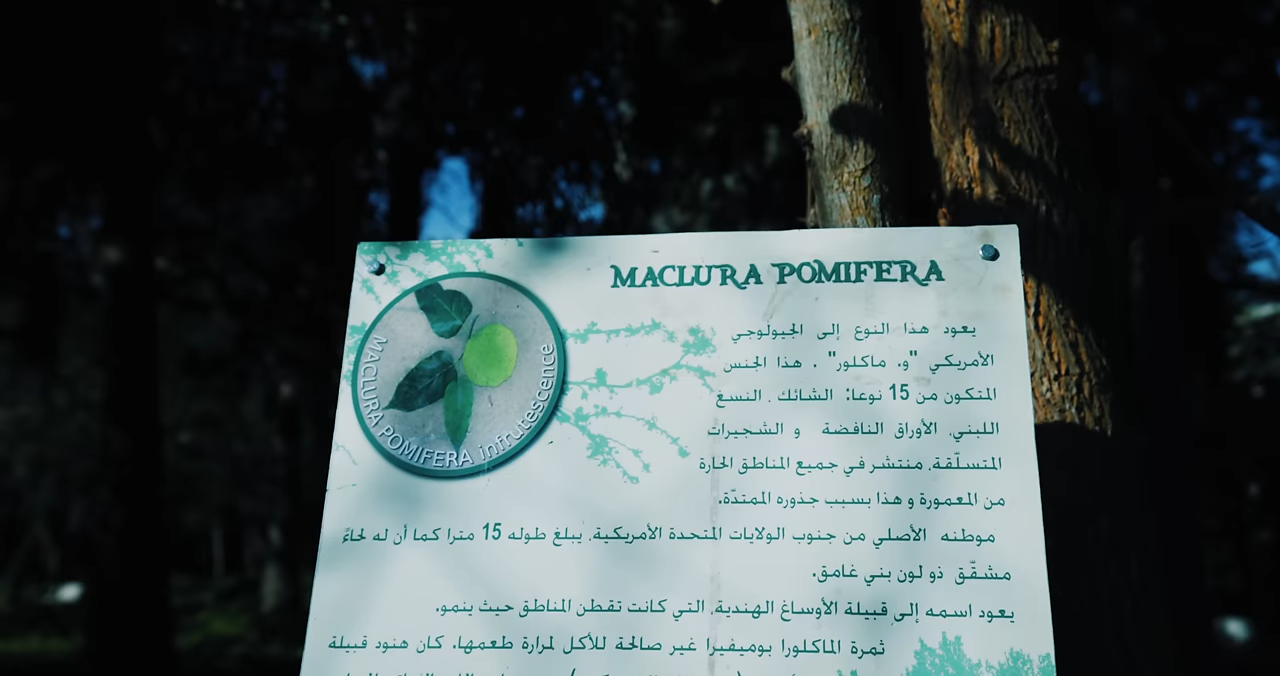 MACLURA POMIFERA
MACLURA POMIFERA infrutescence
يعود هذا النوع إلى الجيولوجي
الأمريكي "و. ماكلور" . هذا الجنس
المتكون من 15 نوعا: الشائك . النسغ
اللبني. الأوراق النافضة و الشجيرات
المتسلّقة. منتشر في جميع المناطق الحارة
من المعمورة و هذا بسبب جذوره الممتدّة.
موطنه الأصلي من جنوب الولايات المتحدة الأمريكية. يبلغ طوله 15 مترا كما أن له لحاءً
مشقّق ذو لون بني غامق.
يعود اسمه إلى قبيلة الأوساغ الهندية. التي كانت تقطن المناطق حيث ينمو.
ثمرة الماكلورا بوميفيرا غير صالحة للأكل لمرارة طعمها. كان هنود قبيلة